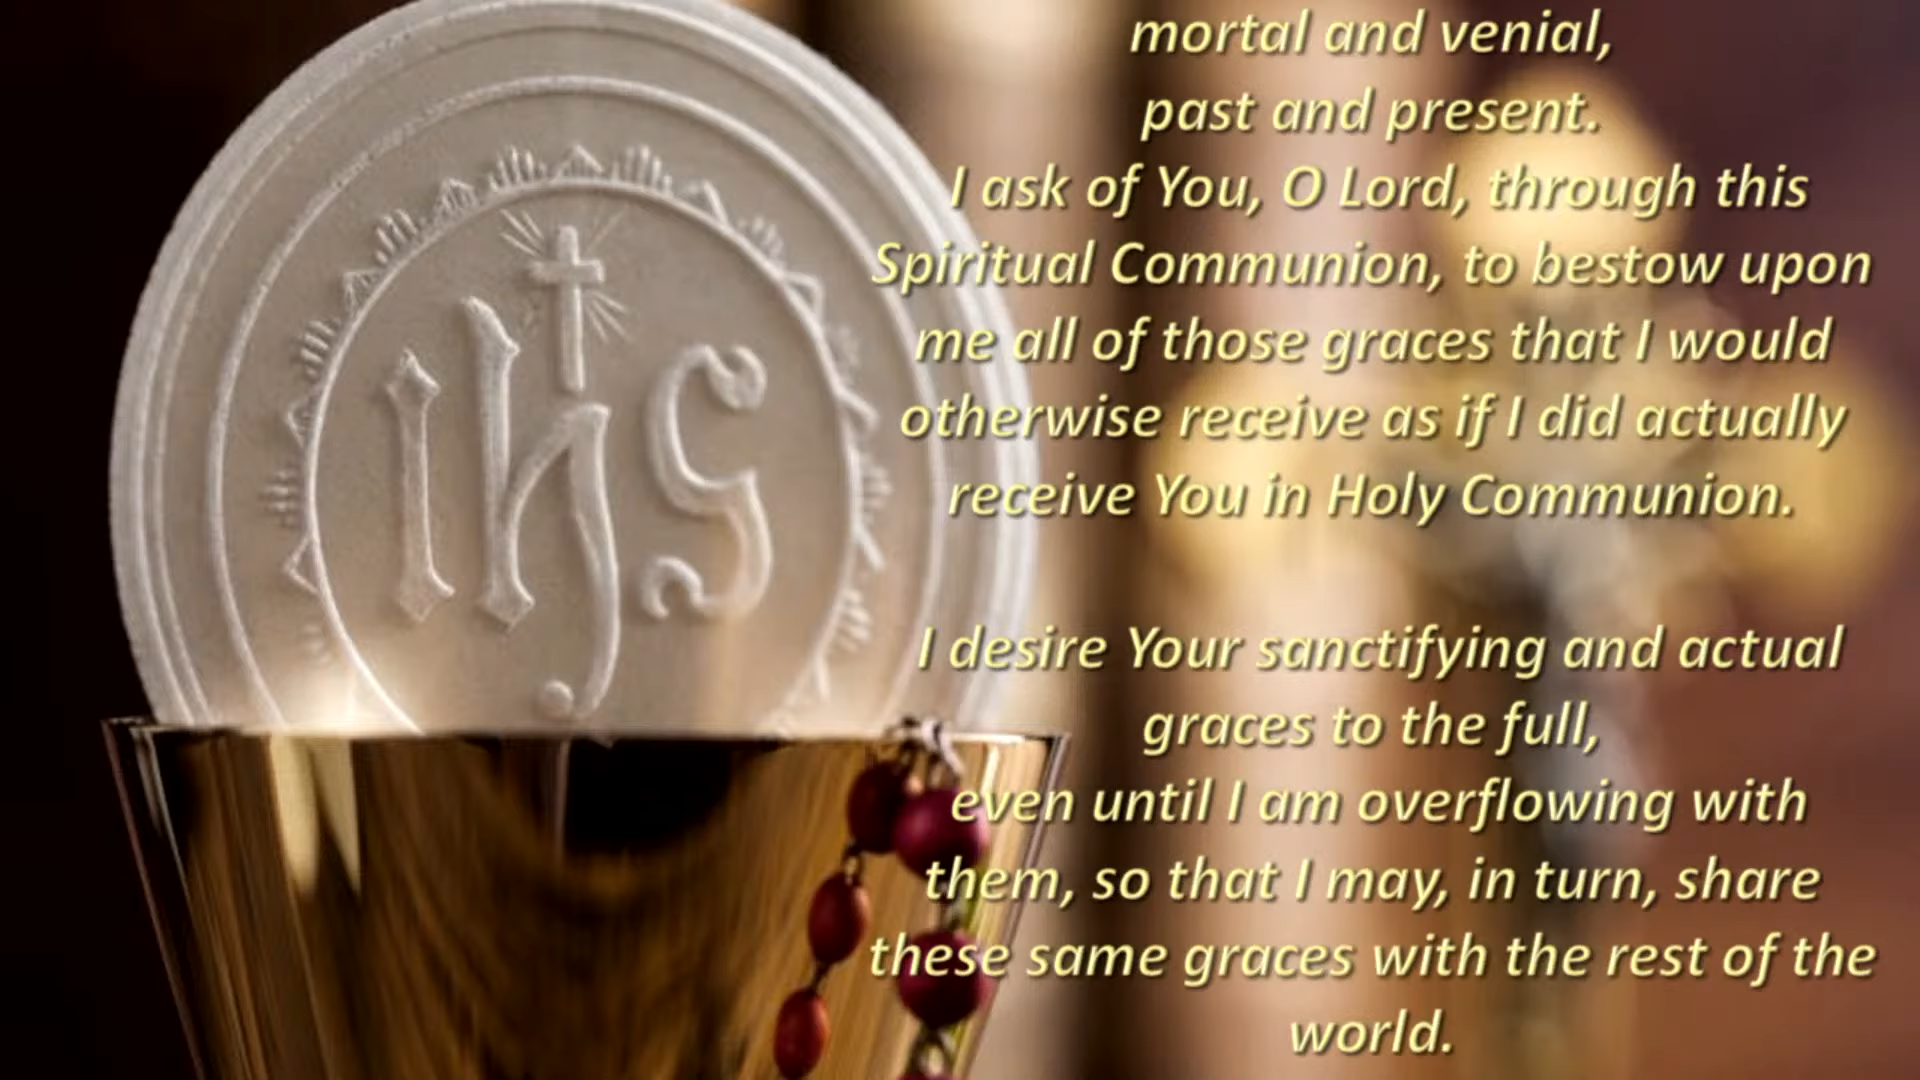 ihs
mortal and venial,
past and present.
I ask of You, O Lord, through this
Spiritual Communion, to bestow upon
me all of those graces that I would
otherwise receive as if I did actually
receive You in Holy Communion.
I desire Your sanctifying and actual
graces to the full,
even until I am overflowing with
them, so that I may, in turn, share
these same graces with the rest of the
world.